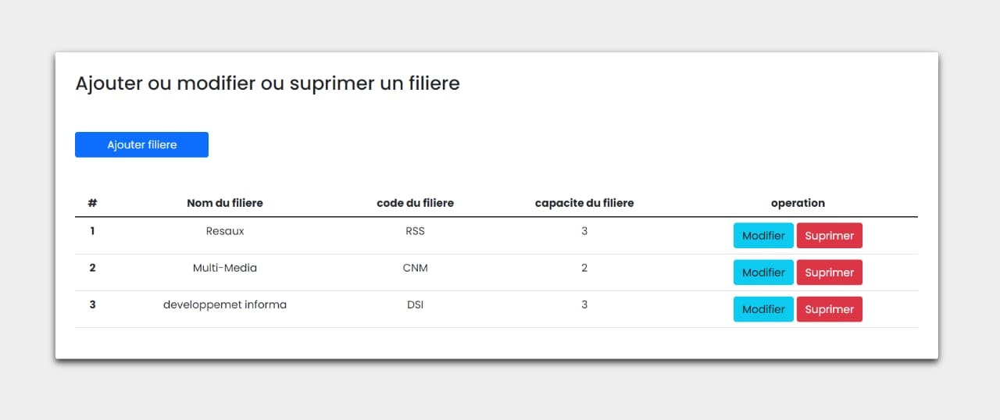 Ajouter ou modifier ou suprimer un filiere
Ajouter filiere
# Nom du filiere code du filiere capacite du filiere operation
1 Resaux RSS 3 Modifier Suprimer
2 Multi-Media CNM 2 Modifier Suprimer
3 developpemet informa DSI 3 Modifier Suprimer